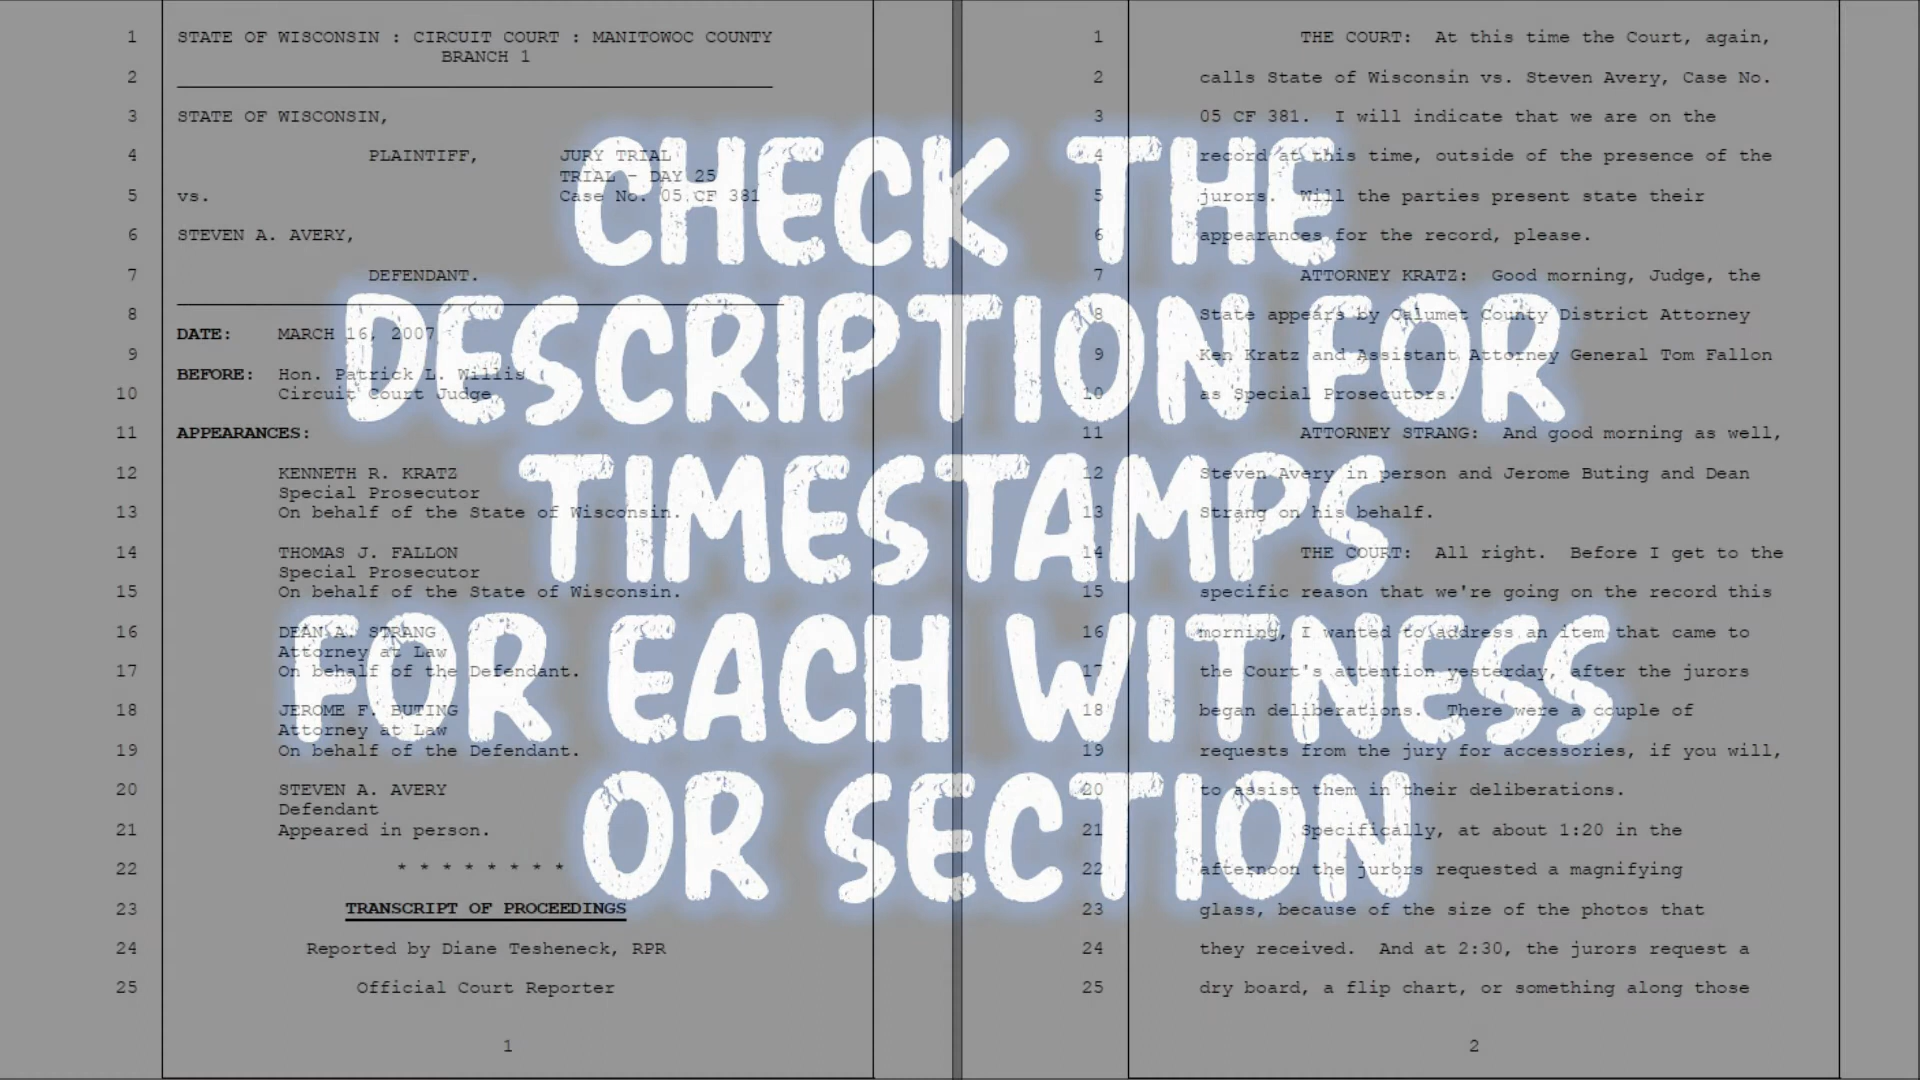 CHECK THE
DESCRIPTION FOR
TIMESTAMPS
FOR EACH WITNESS
OR SECTION
1 STATE OF WISCONSIN : CIRCUIT COURT : MANITOWOC COUNTY
BRANCH 1
2
3 STATE OF WISCONSIN,
4 PLAINTIFF, JURY TRIAL
TRIAL - DAY 25
5 vs. Case No. 05 CF 381
6 STEVEN A. AVERY,
7 DEFENDANT.
8
DATE: MARCH 16, 2007
9
BEFORE: Hon. Patrick L. Willis
10 Circuit Court Judge
11 APPEARANCES:
12 KENNETH R. KRATZ
Special Prosecutor
13 On behalf of the State of Wisconsin.
14 THOMAS J. FALLON
Special Prosecutor
15 On behalf of the State of Wisconsin.
16 DEAN A. STRANG
Attorney at Law
17 On behalf of the Defendant.
18 JEROME F. BUTING
Attorney at Law
19 On behalf of the Defendant.
20 STEVEN A. AVERY
Defendant
21 Appeared in person.
22 * * * * * * * *
23 TRANSCRIPT OF PROCEEDINGS
24 Reported by Diane Tesheneck, RPR
25 Official Court Reporter
1
1 THE COURT: At this time the Court, again,
2 calls State of Wisconsin vs. Steven Avery, Case No.
3 05 CF 381. I will indicate that we are on the
4 record at this time, outside of the presence of the
5 jurors. Will the parties present state their
6 appearances for the record, please.
7 ATTORNEY KRATZ: Good morning, Judge, the
8 State appears by Calumet County District Attorney
9 Ken Kratz and Assistant Attorney General Tom Fallon
10 as Special Prosecutors.
11 ATTORNEY STRANG: And good morning as well,
12 Steven Avery in person and Jerome Buting and Dean
13 Strang on his behalf.
14 THE COURT: All right. Before I get to the
15 specific reason that we're going on the record this
16 morning, I wanted to address an item that came to
17 the Court's attention yesterday, after the jurors
18 began deliberations. There were a couple of
19 requests from the jury for accessories, if you will,
20 to assist them in their deliberations.
21 Specifically, at about 1:20 in the
22 afternoon the jurors requested a magnifying
23 glass, because of the size of the photos that
24 they received. And at 2:30, the jurors request a
25 dry board, a flip chart, or something along those
2